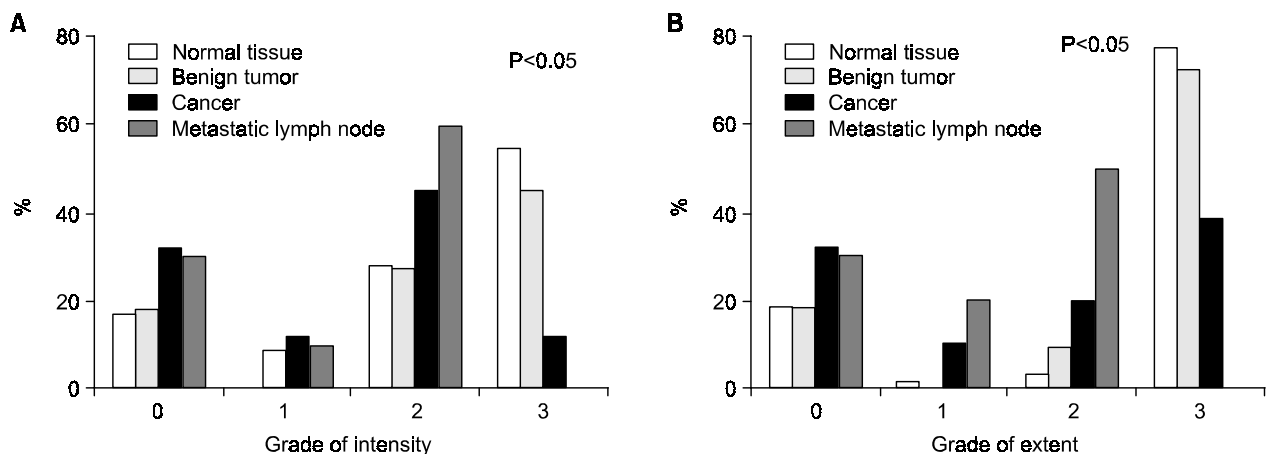 A
80
60
40
20
0
%
Normal tissue
Benign tumor
Cancer
Metastatic lymph node
P<0.05
0 1 2 3
Grade of intensity
B
80
60
40
20
0
%
Normal tissue
Benign tumor
Cancer
Metastatic lymph node
P<0.05
0 1 2 3
Grade of extent